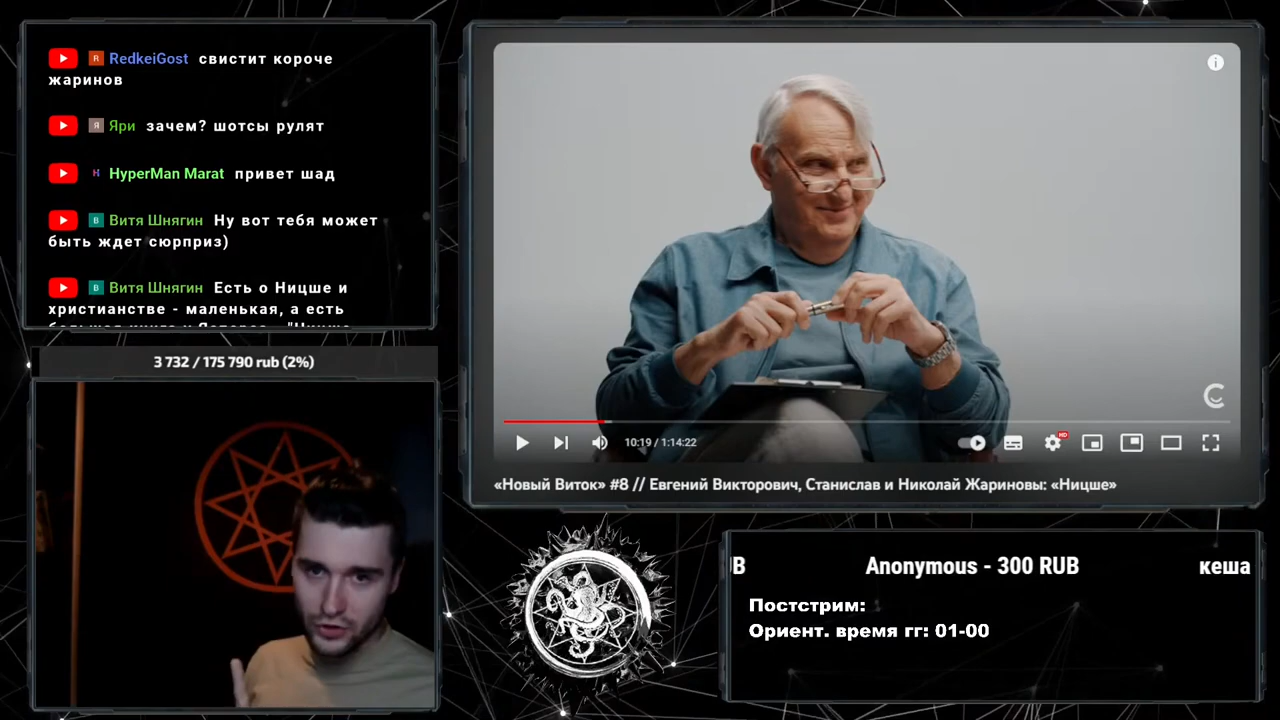 RedkeiGost свистит короче
жаринов
Яри зачем? шотсы рулят
HyperMan Marat привет шад
Витя Шнягин Ну вот тебя может
быть ждет сюрприз)
Витя Шнягин Есть о Ницше и
христианстве - маленькая, а есть
3 732 / 175 790 rub (2%)
10:19 / 1:14:22
HD
«Новый Виток» #8 // Евгений Викторович, Станислав и Николай Жариновы: «Ницше»
Anonymous - 300 RUB кеша
Постстрим:
Ориент. время гг: 01-00